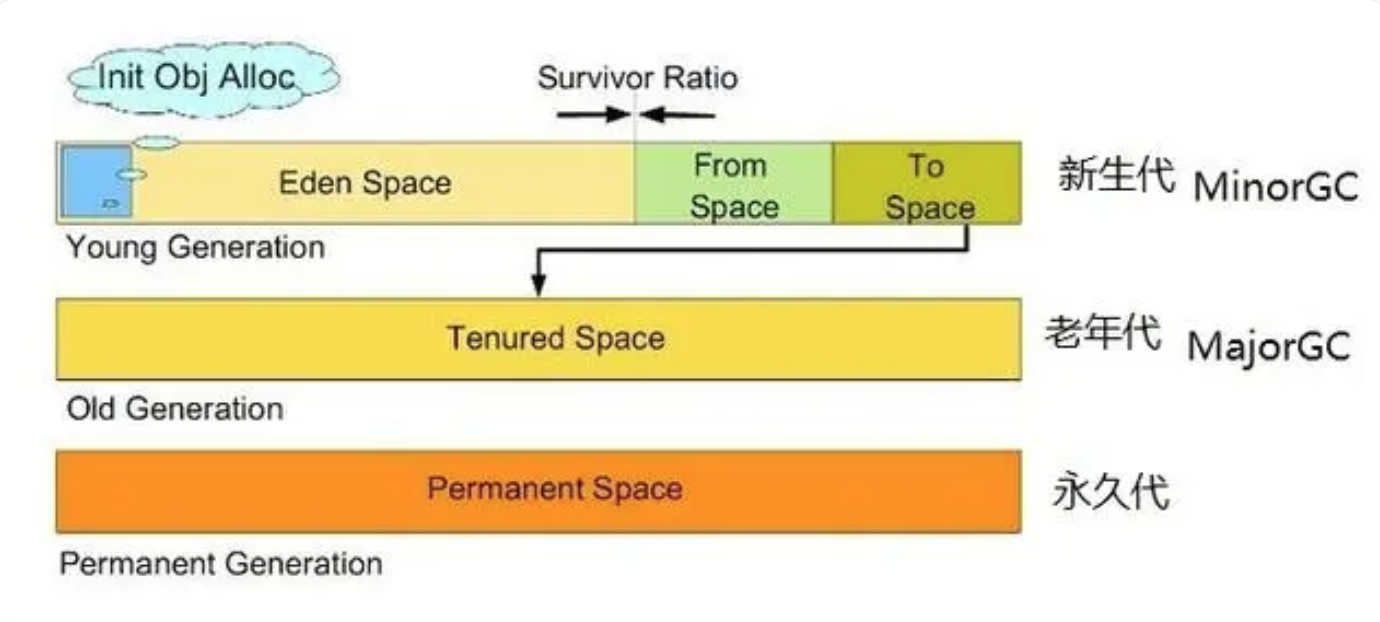 Init Obj Alloc
Survivor Ratio
Eden Space
From
Space
To
Space
新生代 MinorGC
Young Generation
Tenured Space
老年代 MajorGC
Old Generation
Permanent Space
永久代
Permanent Generation